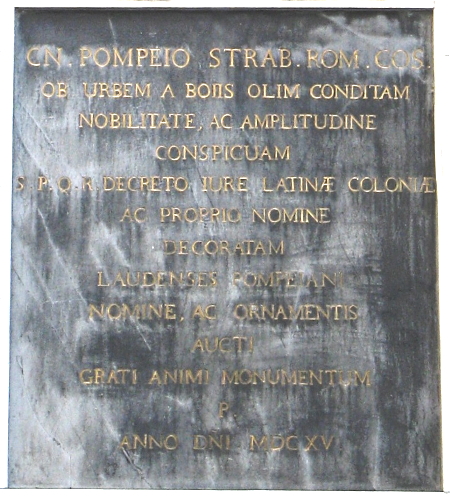 CN. POMPEIO STRAB. ROM. COS.
OB URBEM A BOIIS OLIM CONDITAM
NOBILITATE, AC AMPLITUDINE
CONSPICUAM
S. P. Q. R. DECRETO IURE LATINÆ COLONIÆ
AC PROPRIO NOMINE
DECORATAM
LAUDENSES POMPEIANI
NOMINE, AC ORNAMENTIS
AUCTI
GRATI ANIMI MONUMENTUM
P.
ANNO DNI MDCXV